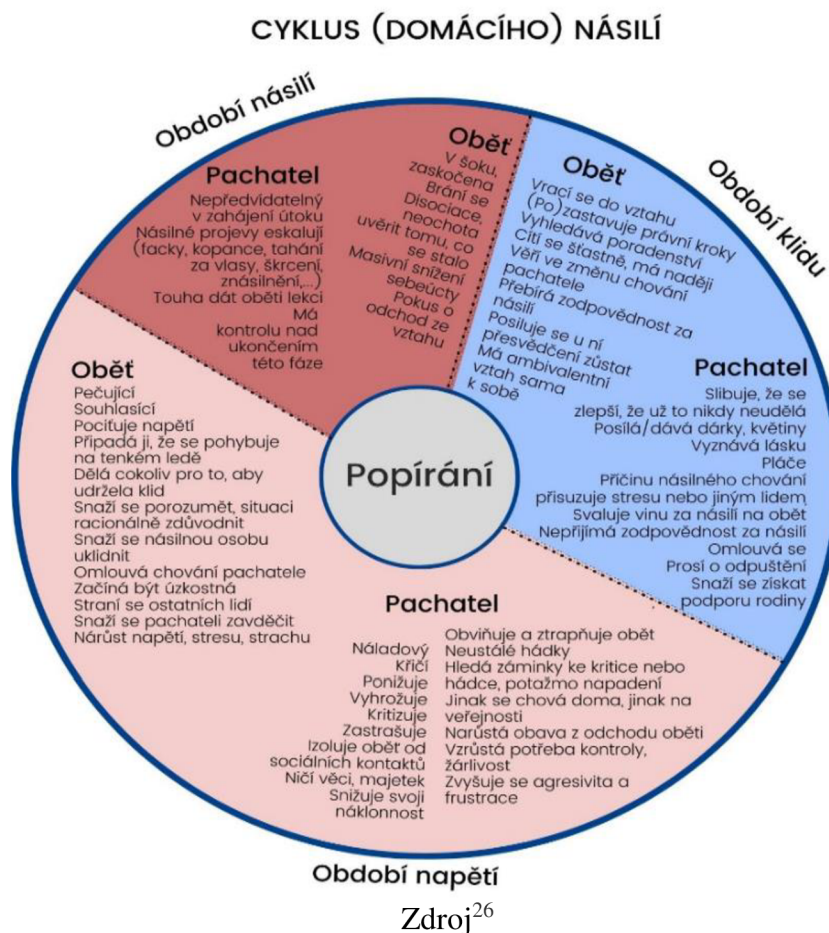 CYKLUS (DOMÁCÍHO) NÁSILÍ
Období násilí
Pachatel
Nepředvídatelný
v zahájení útoku
Násilné projevy eskalují
(facky, kopance, tahání
za vlasy, škrcení,
znásilnění,...)
Touha dát oběti lekci
Má
kontrolu nad
ukončením
této fáze
Oběť
V šoku,
zaskočena
Brání se
Disociace,
neochota
uvěrit tomu, co
se stalo
Masivní snížení
sebeúcty
Pokus o
odchod ze
vztahu
Období klidu
Oběť
Vrací se do vztahu
(Po)zastavuje právní kroky
Vyhledává poradenství
Cítí se šťastně, má naději
Věří ve změnu chování
pachatele
Přebírá zodpovědnost za
násilí
Posiluje se u ní
přesvědčení zůstat
Má ambivalentní
vztah sama
k sobě
Pachatel
Slibuje, že se
zlepší, že už to nikdy neudělá
Posílá/dává dárky, květiny
Vyznává lásku
Pláče
Příčinu násilného chování
přisuzuje stresu nebo jiným lidem
Svaluje vinu za násilí na obět
Nepřijímá zodpovědnost za násilí
Omlouvá se
Prosí o odpuštění
Snaží se získat
podporu rodiny
Popírání
Oběť
Pečující
Souhlasící
Pociťuje napětí
Připadá ji, že se pohybuje
na tenkém ledě
Dělá cokoliv pro to, aby
udržela klid
Snaží se porozumět, situaci
racionálně zdůvodnit
Snaží se násilnou osobu
uklidnit
Omlouvá chování pachatele
Začíná být úzkostná
Straní se ostatních lidí
Snaží se pachateli zavděčit
Nárůst napětí, stresu, strachu
Pachatel
Náladový
Křičí
Ponižuje
Vyhrožuje
Kritizuje
Zastrašuje
Izoluje oběť od
sociálních kontaktů
Ničí věci, majetek
Snižuje svoji
náklonnost
Obviňuje a ztrapňuje obět
Neustálé hádky
Hledá záminky ke kritice nebo
hádce, potažmo napadení
Jinak se chová doma, jinak na
veřejnosti
Narůstá obava z odchodu oběti
Vzrůstá potřeba kontroly,
žárlivost
Zvyšuje se agresivita a
frustrace
Období napětí
Zdroj26